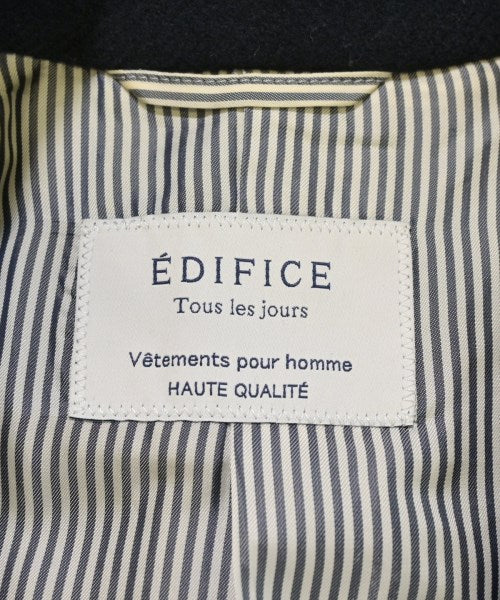 ÉDIFICE
Tous les jours
Vêtements pour homme
HAUTE QUALITÉ